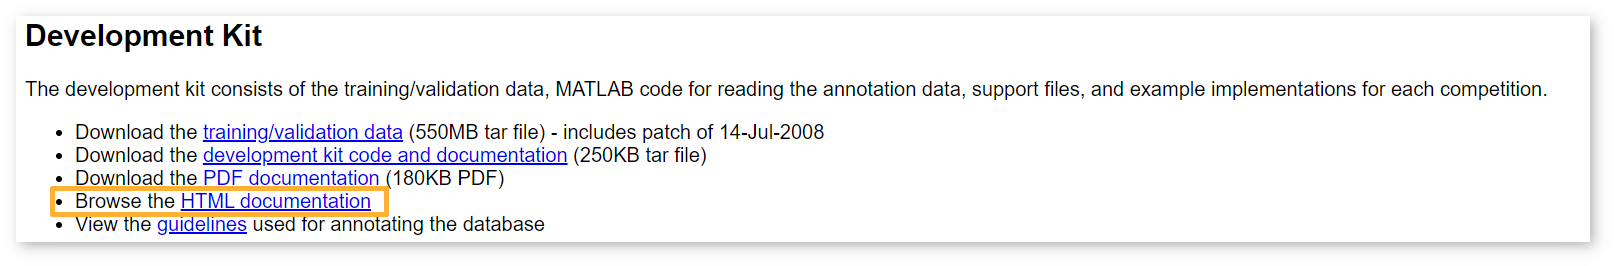 Development Kit
The development kit consists of the training/validation data, MATLAB code for reading the annotation data, support files, and example implementations for each competition.
• Download the training/validation data (550MB tar file) - includes patch of 14-Jul-2008
• Download the development kit code and documentation (250KB tar file)
• Download the PDF documentation (180KB PDF)
• Browse the HTML documentation
• View the guidelines used for annotating the database